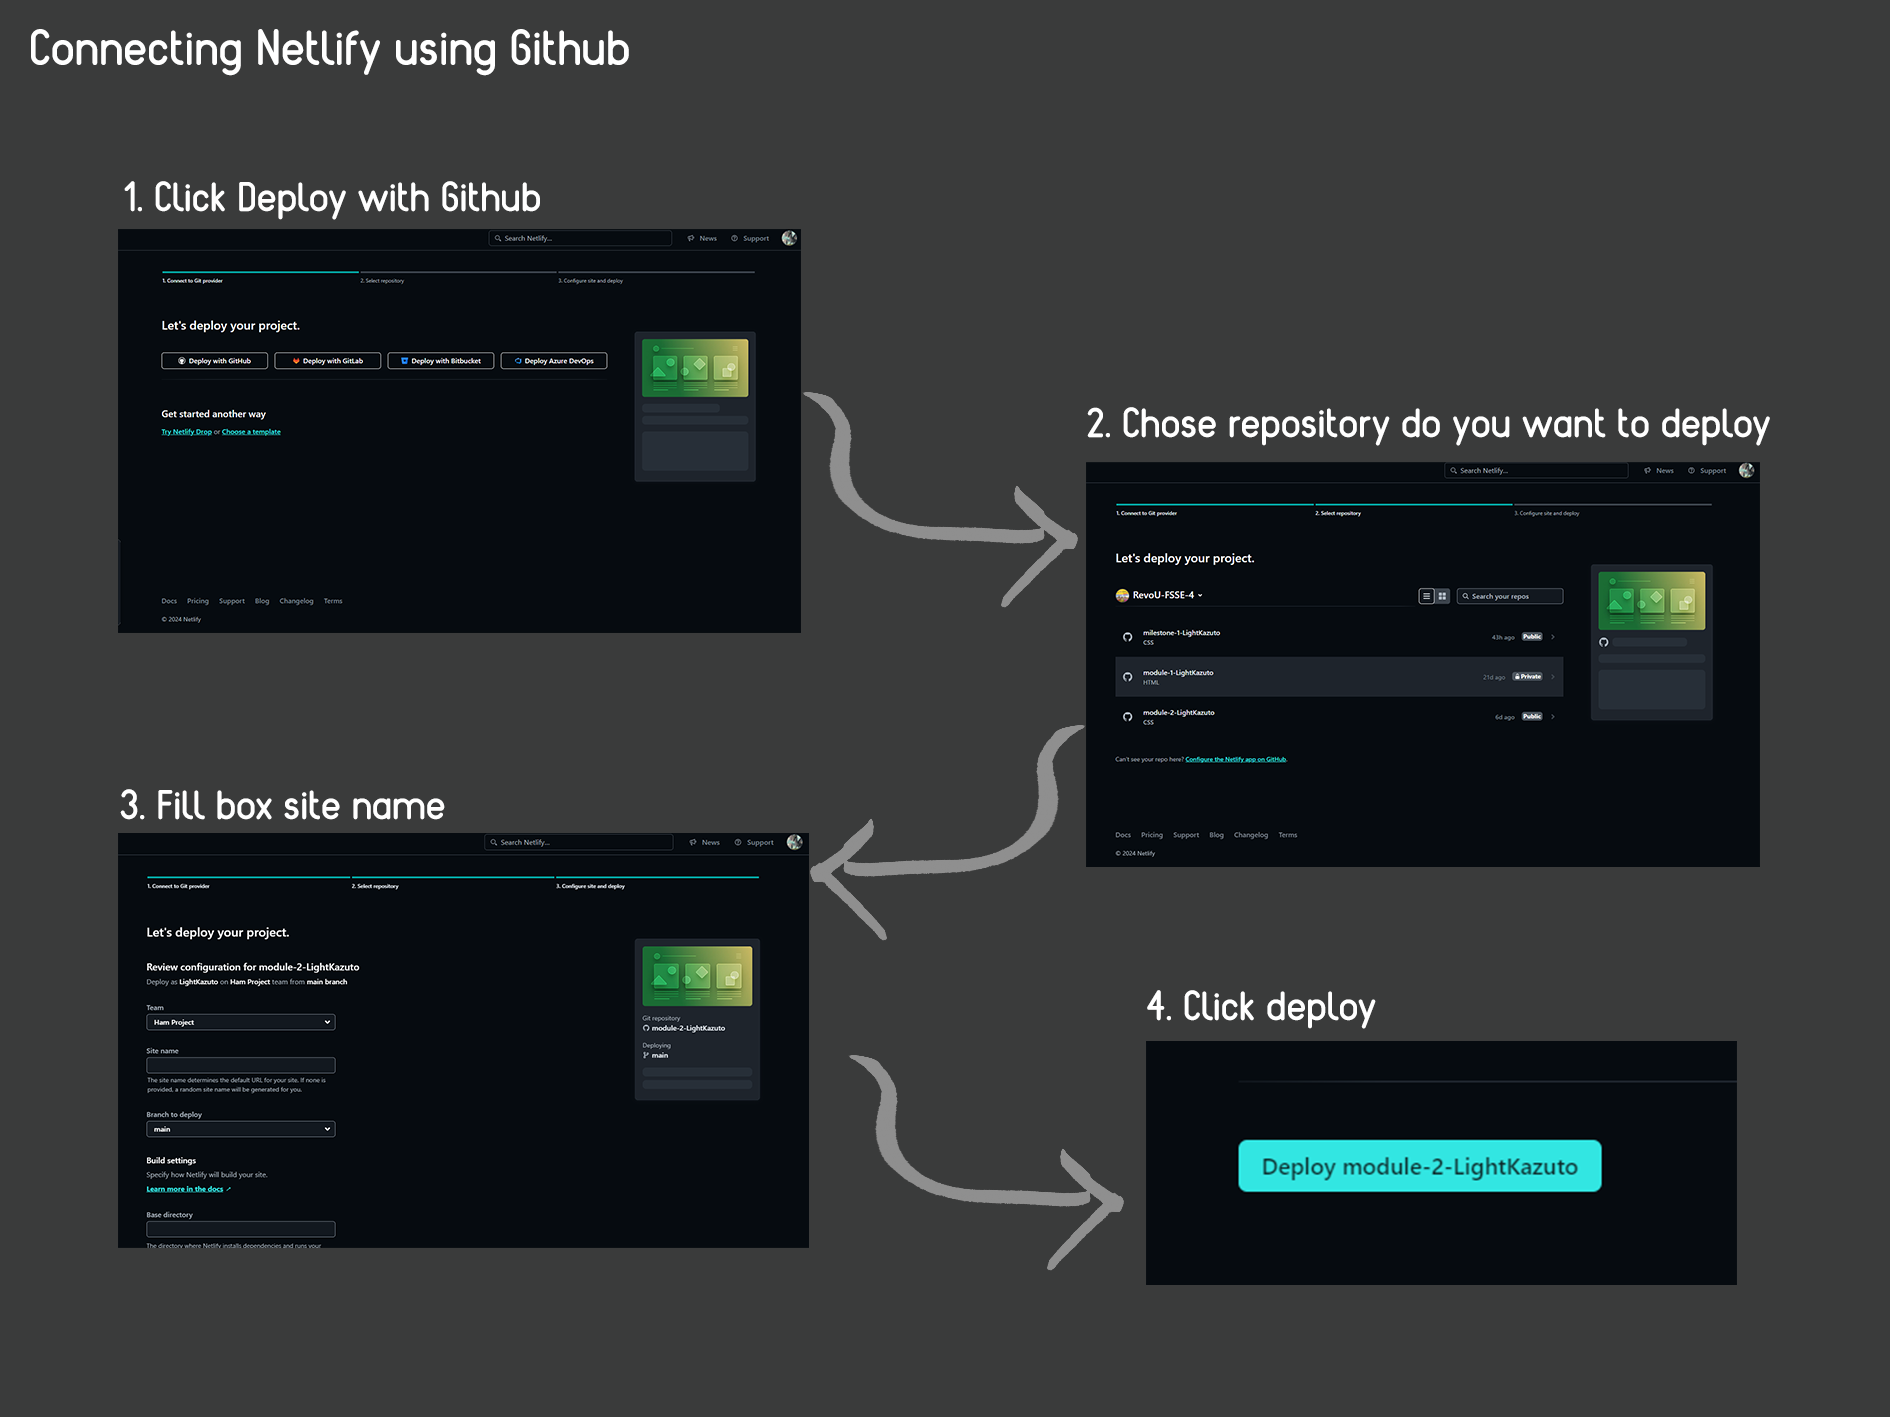 Connecting Netlify using Github
1. Click Deploy with Github
Search Netlify...
News
Support
1. Connect to Git provider
2. Select repository
3. Configure site and deploy
Let's deploy your project.
Deploy with GitHub
Deploy with GitLab
Deploy with Bitbucket
Deploy Azure DevOps
Get started another way
Try Netlify Drop or Choose a template
Docs Pricing Support Blog Changelog Terms
© 2024 Netlify
2. Chose repository do you want to deploy
Search Netlify...
News
Support
1. Connect to Git provider
2. Select repository
3. Configure site and deploy
Let's deploy your project.
RevoU-FSSE-4
Search your repos
milestone-1-LightKazuto
CSS
43h ago
Public
module-1-LightKazuto
HTML
21d ago
Private
module-2-LightKazuto
CSS
6d ago
Public
Can't see your repo here? Configure the Netlify app on GitHub.
Docs Pricing Support Blog Changelog Terms
© 2024 Netlify
3. Fill box site name
Search Netlify...
News
Support
1. Connect to Git provider
2. Select repository
3. Configure site and deploy
Let's deploy your project.
Review configuration for module-2-LightKazuto
Deploy as LightKazuto on Ham Project team from main branch
Team
Ham Project
Site name
The site name determines the default URL for your site. If none is
provided, a random site name will be generated for you.
Branch to deploy
main
Build settings
Specify how Netlify will build your site.
Learn more in the docs
Base directory
The directory where Netlify installs dependencies and runs your
Git repository
module-2-LightKazuto
Deploying
main
4. Click deploy
Deploy module-2-LightKazuto